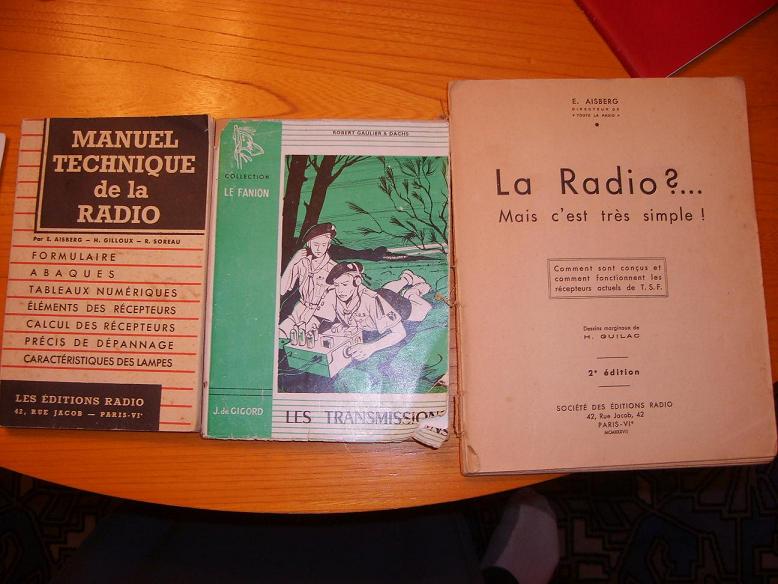 MANUEL
TECHNIQUE
de la
RADIO
Par E. AISBERG — H. GILLOUX — R. SOREAU
FORMULAIRE
ABAQUES
TABLEAUX NUMÉRIQUES
ÉLÉMENTS DES RÉCEPTEURS
CALCUL DES RÉCEPTEURS
PRÉCIS DE DÉPANNAGE
CARACTÉRISTIQUES DES LAMPES
LES ÉDITIONS RADIO
42, RUE JACOB — PARIS-VIᵉ
ROBERT GAULIER & DACHS
COLLECTION
LE FANION
J. de GIGORD
LES TRANSMISSIONS
E. AISBERG
DIRECTEUR DE
« TOUTE LA RADIO »
La Radio ?...
Mais c'est très simple !
Comment sont conçus et
comment fonctionnent les
récepteurs actuels de T. S. F.
Dessins marginaux de
H. GUILAC
2ᵉ édition
SOCIÉTÉ DES ÉDITIONS RADIO
42, Rue Jacob, 42
PARIS-VIᵉ
MCMXXXVII